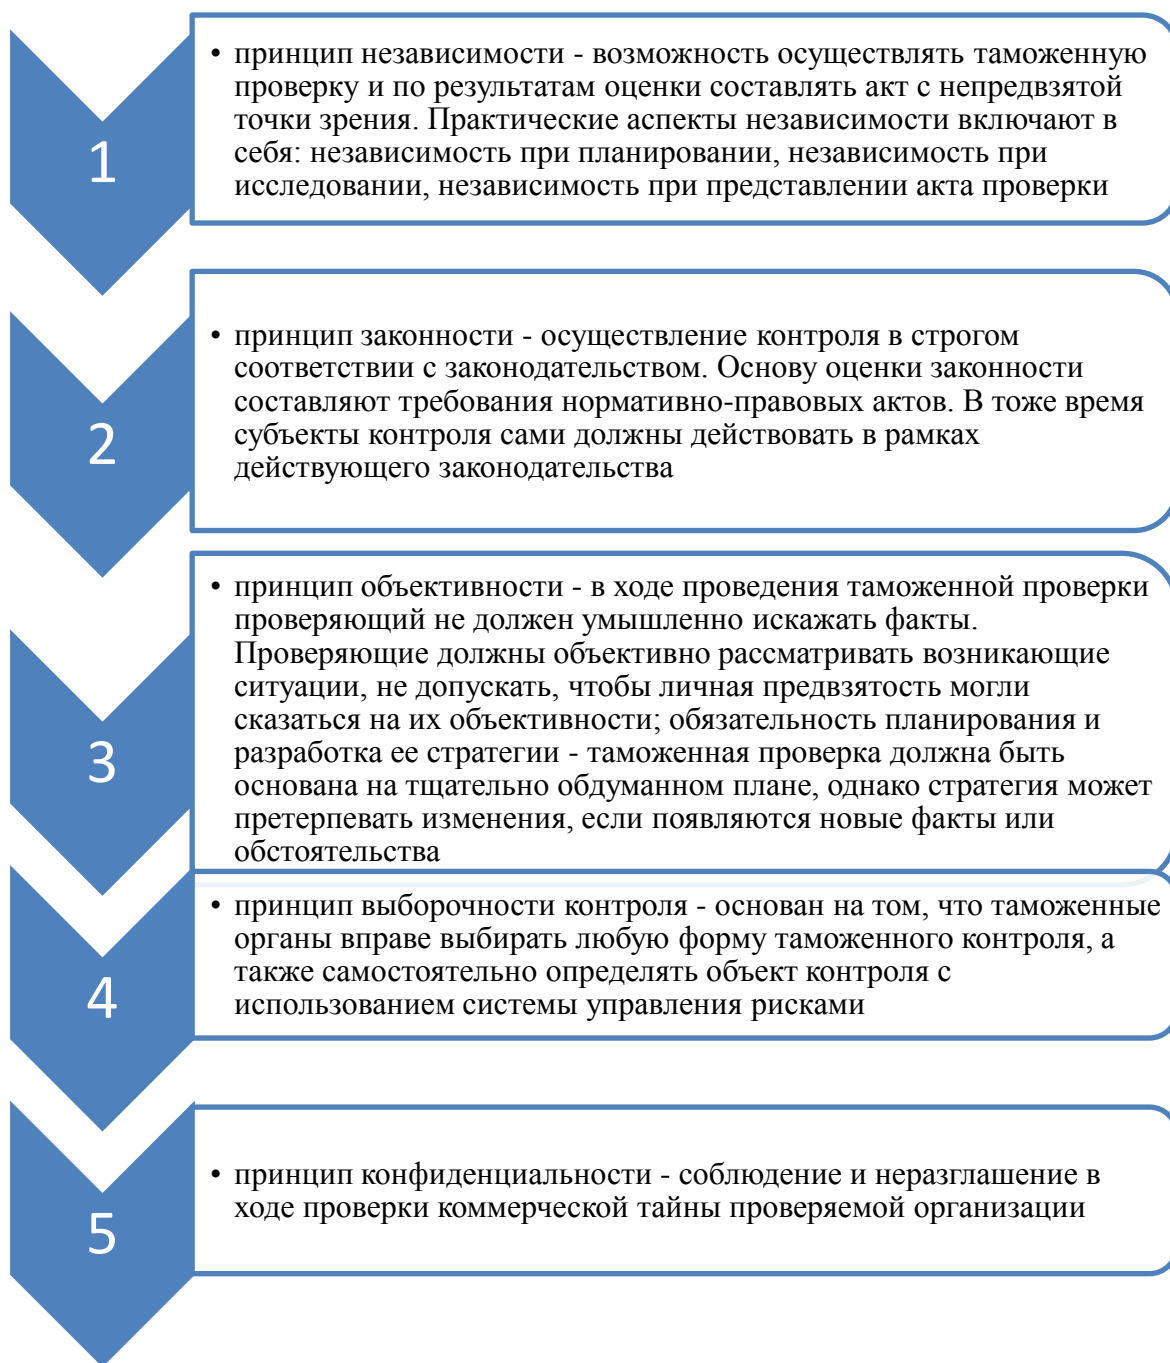 1
• принцип независимости - возможность осуществлять таможенную
проверку и по результатам оценки составлять акт с непредвзятой
точки зрения. Практические аспекты независимости включают в
себя: независимость при планировании, независимость при
исследовании, независимость при представлении акта проверки
2
• принцип законности - осуществление контроля в строгом
соответствии с законодательством. Основу оценки законности
составляют требования нормативно-правовых актов. В тоже время
субъекты контроля сами должны действовать в рамках
действующего законодательства
3
• принцип объективности - в ходе проведения таможенной проверки
проверяющий не должен умышленно искажать факты.
Проверяющие должны объективно рассматривать возникающие
ситуации, не допускать, чтобы личная предвзятость могли
сказаться на их объективности; обязательность планирования и
разработка ее стратегии - таможенная проверка должна быть
основана на тщательно обдуманном плане, однако стратегия может
претерпевать изменения, если появляются новые факты или
обстоятельства
4
• принцип выборочности контроля - основан на том, что таможенные
органы вправе выбирать любую форму таможенного контроля, а
также самостоятельно определять объект контроля с
использованием системы управления рисками
5
• принцип конфиденциальности - соблюдение и неразглашение в
ходе проверки коммерческой тайны проверяемой организации